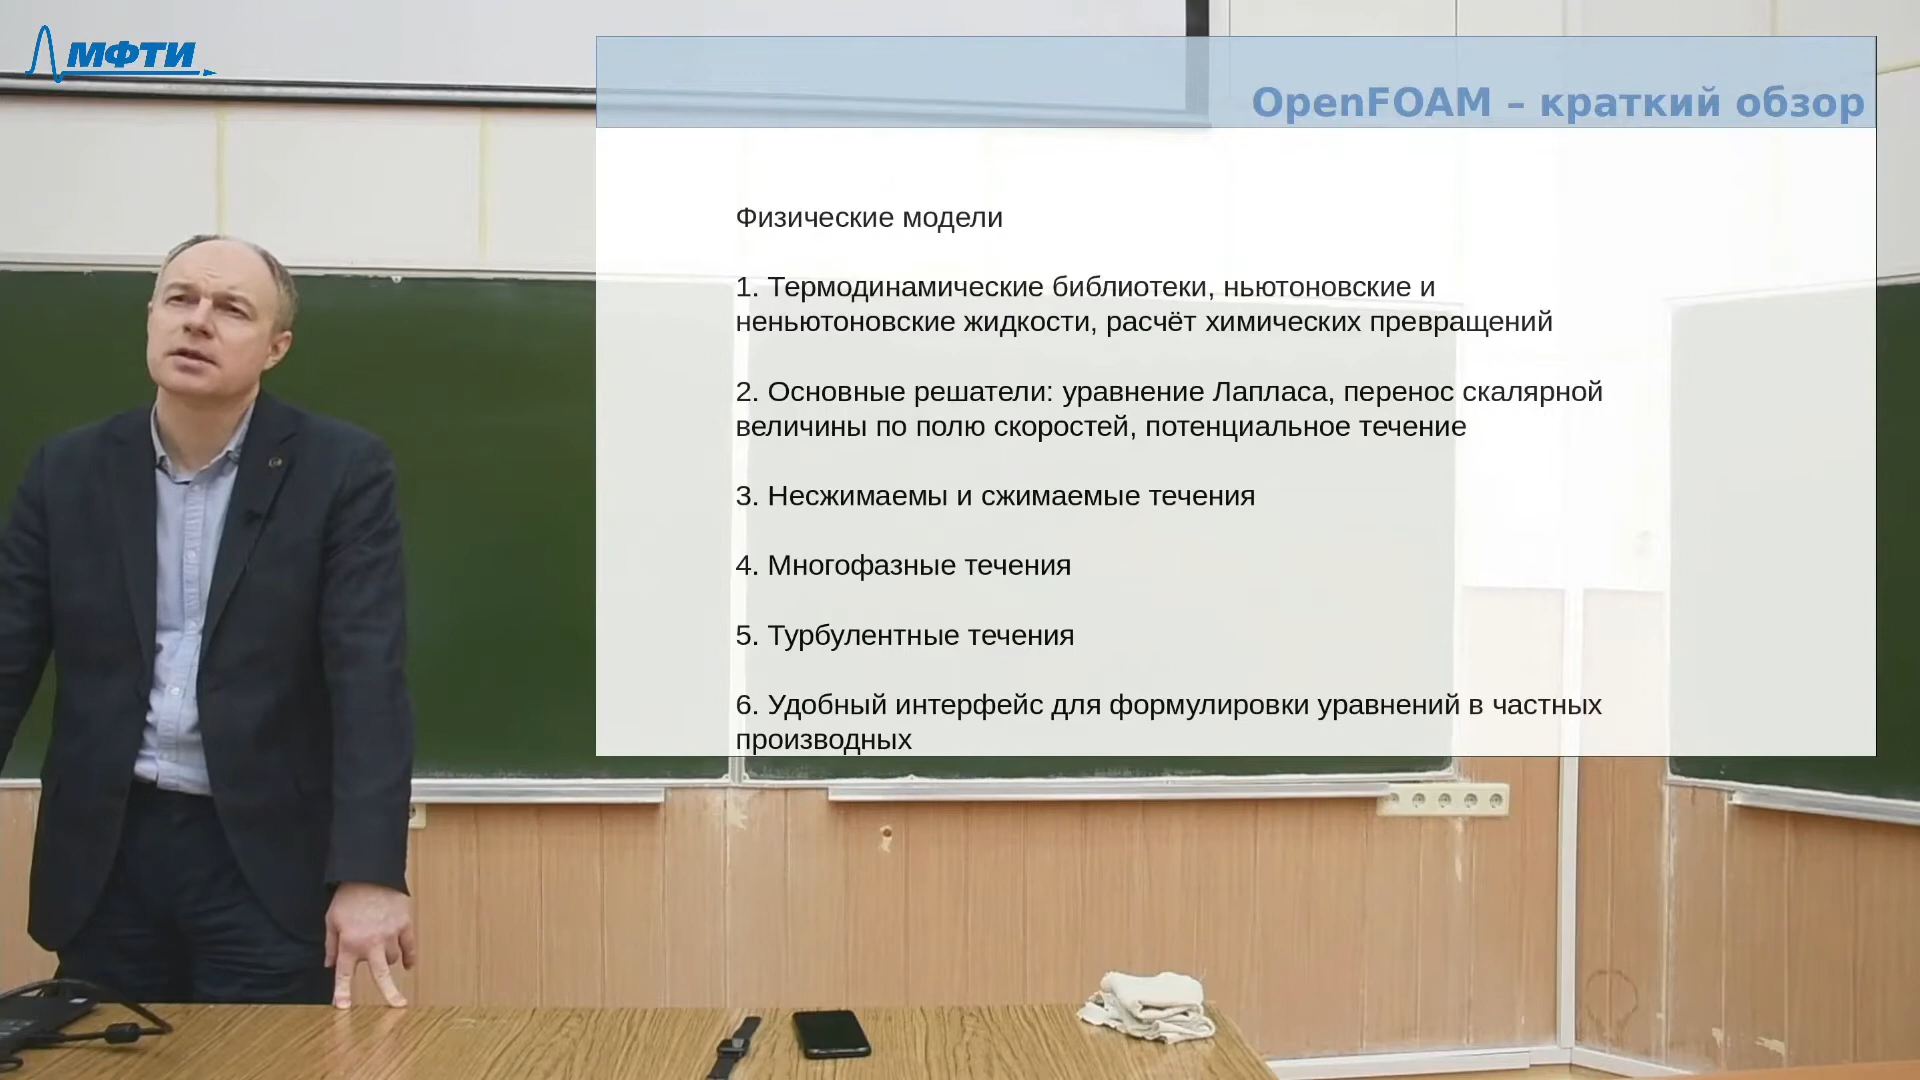 МФТИ
OpenFOAM – краткий обзор
Физические модели
1. Термодинамические библиотеки, ньютоновские и
неньютоновские жидкости, расчёт химических превращений
2. Основные решатели: уравнение Лапласа, перенос скалярной
величины по полю скоростей, потенциальное течение
3. Несжимаемы и сжимаемые течения
4. Многофазные течения
5. Турбулентные течения
6. Удобный интерфейс для формулировки уравнений в частных
производных